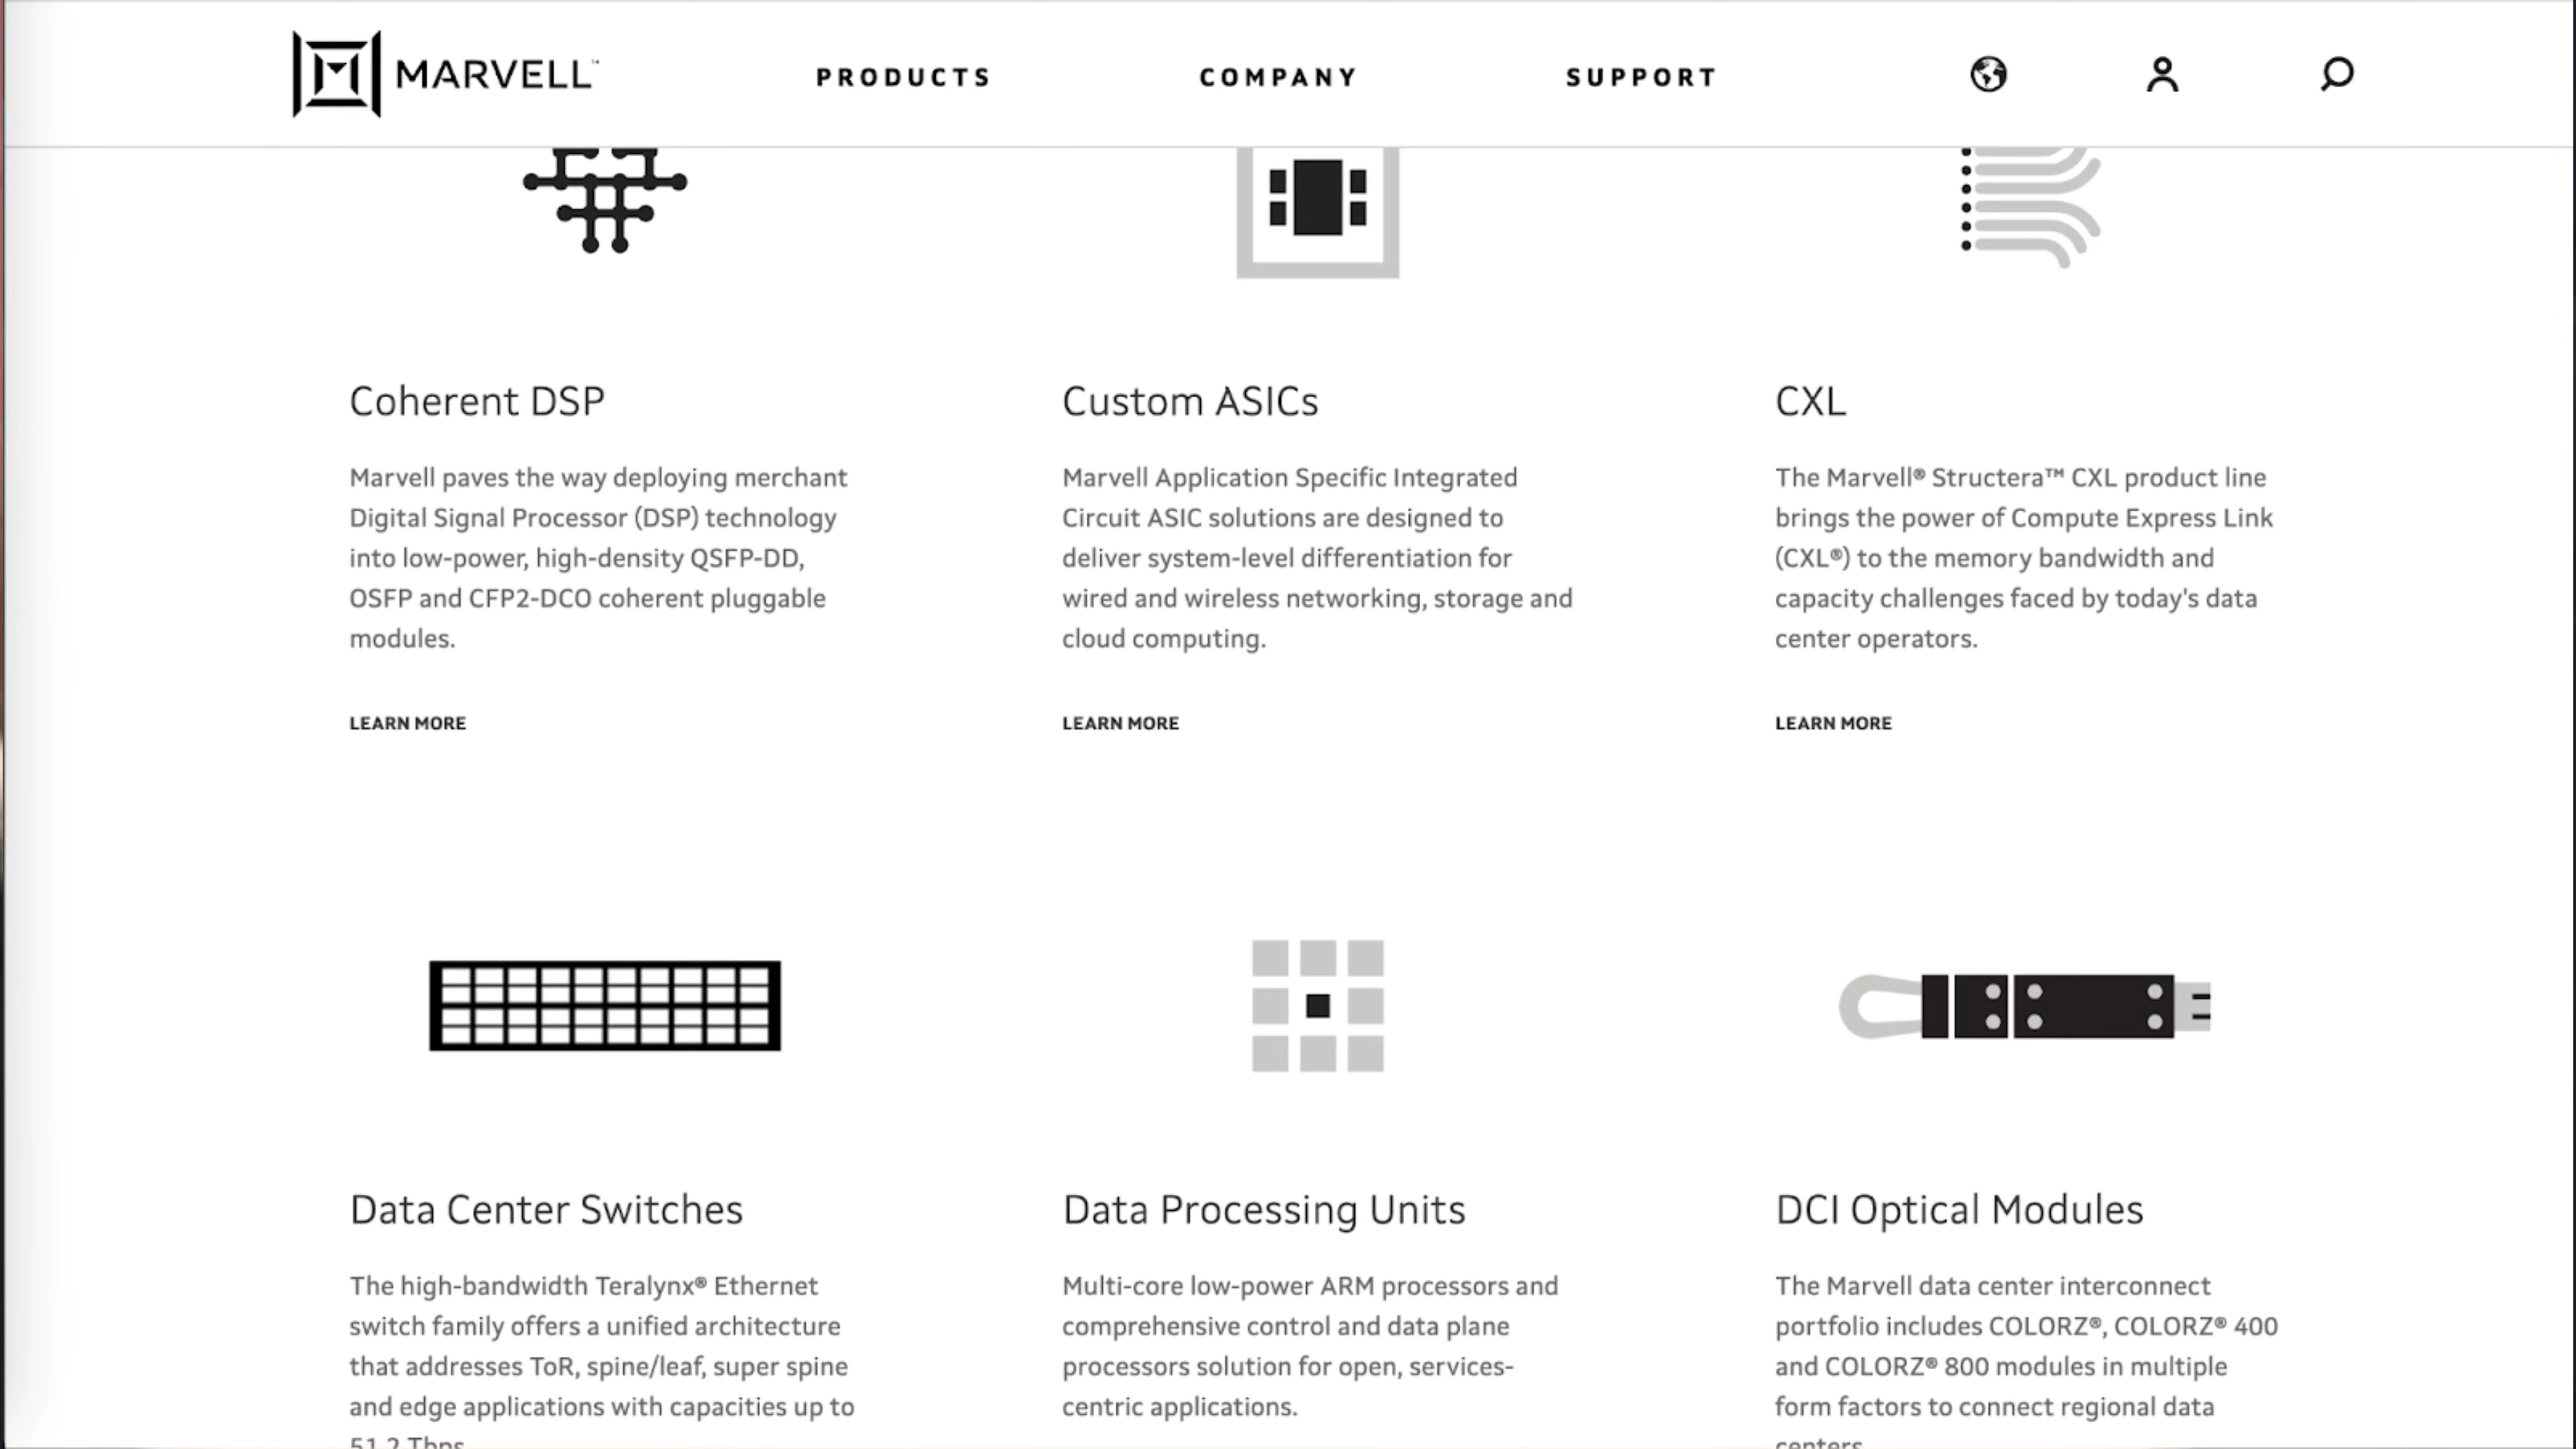 MARVELL™
PRODUCTS
COMPANY
SUPPORT
Coherent DSP
Marvell paves the way deploying merchant
Digital Signal Processor (DSP) technology
into low-power, high-density QSFP-DD,
OSFP and CFP2-DCO coherent pluggable
modules.
LEARN MORE
Custom ASICs
Marvell Application Specific Integrated
Circuit ASIC solutions are designed to
deliver system-level differentiation for
wired and wireless networking, storage and
cloud computing.
LEARN MORE
CXL
The Marvell® Structera™ CXL product line
brings the power of Compute Express Link
(CXL®) to the memory bandwidth and
capacity challenges faced by today's data
center operators.
LEARN MORE
Data Center Switches
The high-bandwidth Teralynx® Ethernet
switch family offers a unified architecture
that addresses ToR, spine/leaf, super spine
and edge applications with capacities up to
51.2 Tbps
Data Processing Units
Multi-core low-power ARM processors and
comprehensive control and data plane
processors solution for open, services-
centric applications.
DCI Optical Modules
The Marvell data center interconnect
portfolio includes COLORZ®, COLORZ® 400
and COLORZ® 800 modules in multiple
form factors to connect regional data
centers